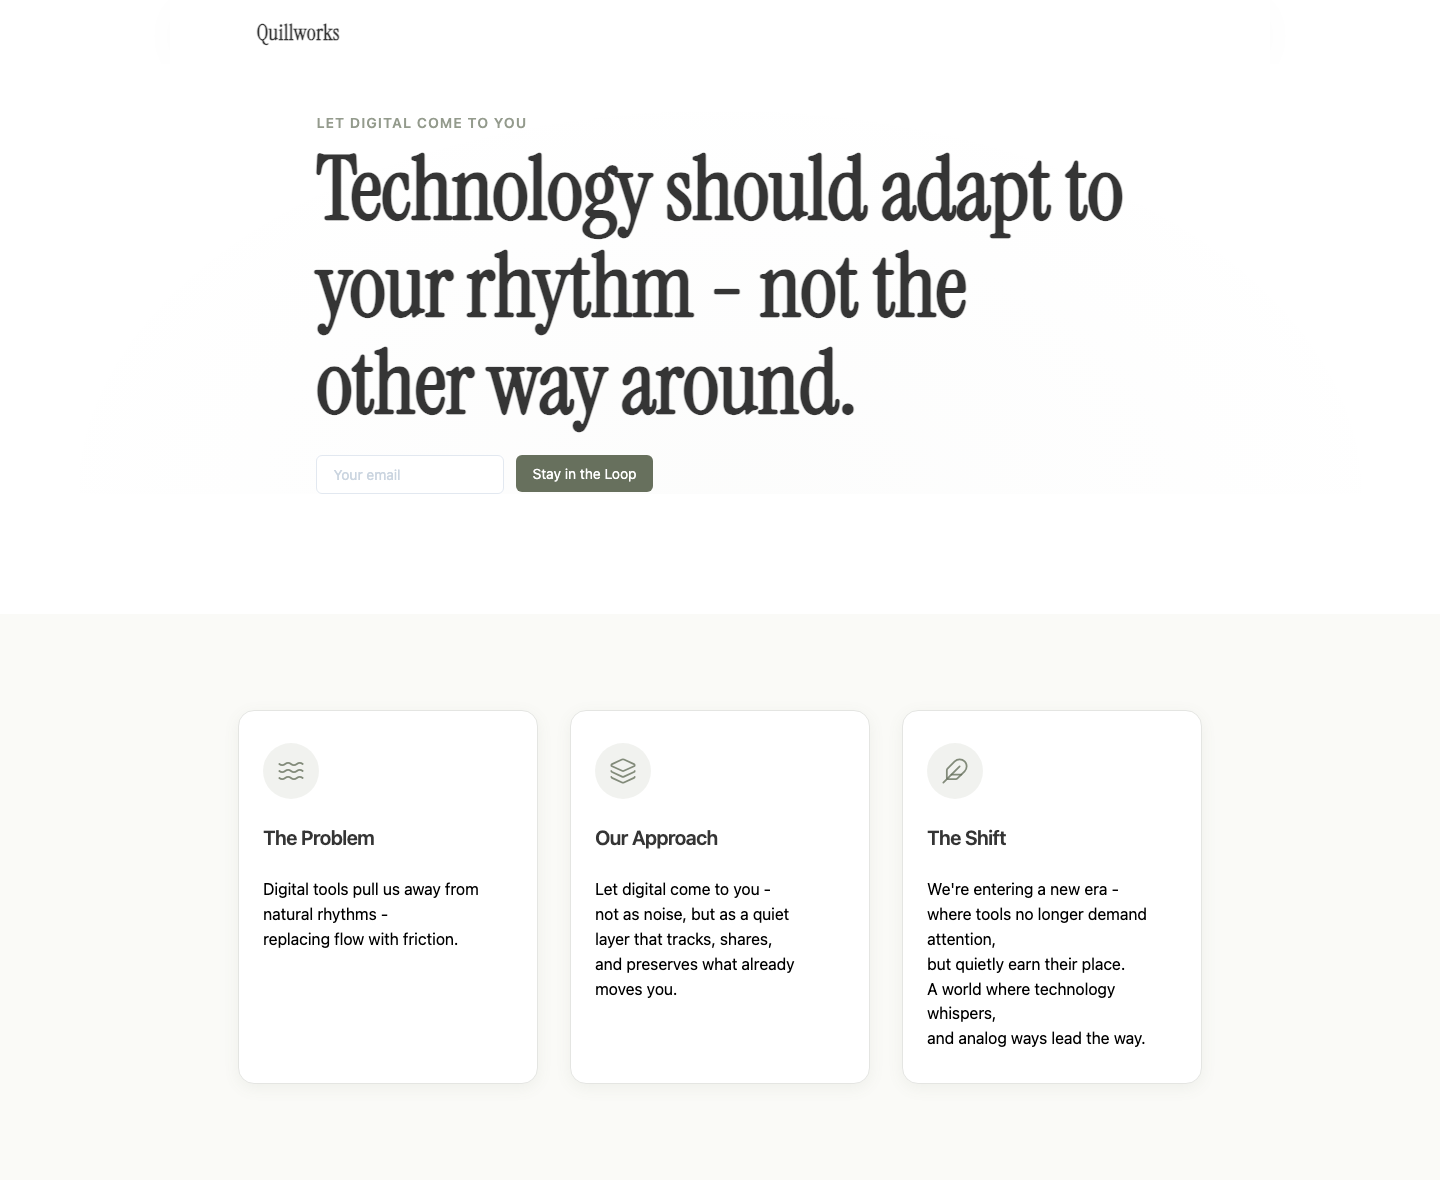 Quillworks
LET DIGITAL COME TO YOU
Technology should adapt to
your rhythm - not the
other way around.
Your email
Stay in the Loop
The Problem
Digital tools pull us away from
natural rhythms -
replacing flow with friction.
Our Approach
Let digital come to you -
not as noise, but as a quiet
layer that tracks, shares,
and preserves what already
moves you.
The Shift
We're entering a new era -
where tools no longer demand
attention,
but quietly earn their place.
A world where technology
whispers,
and analog ways lead the way.